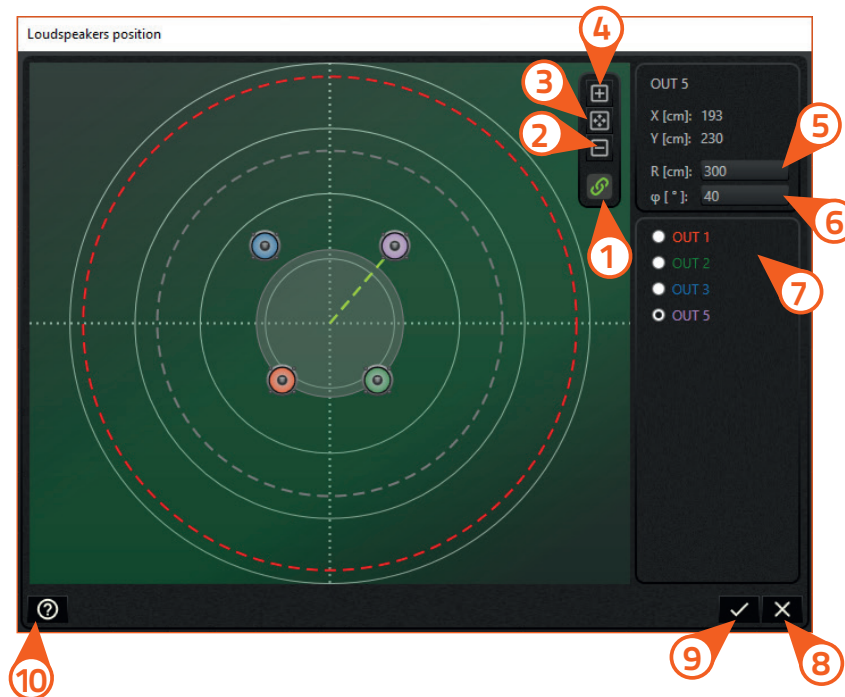 Loudspeakers position
4
3
2
1
OUT 5
X [cm]: 193
Y [cm]: 230
R [cm]: 300
φ [ ° ]: 40
5
6
OUT 1
OUT 2
OUT 3
OUT 5
7
?
10
9
8